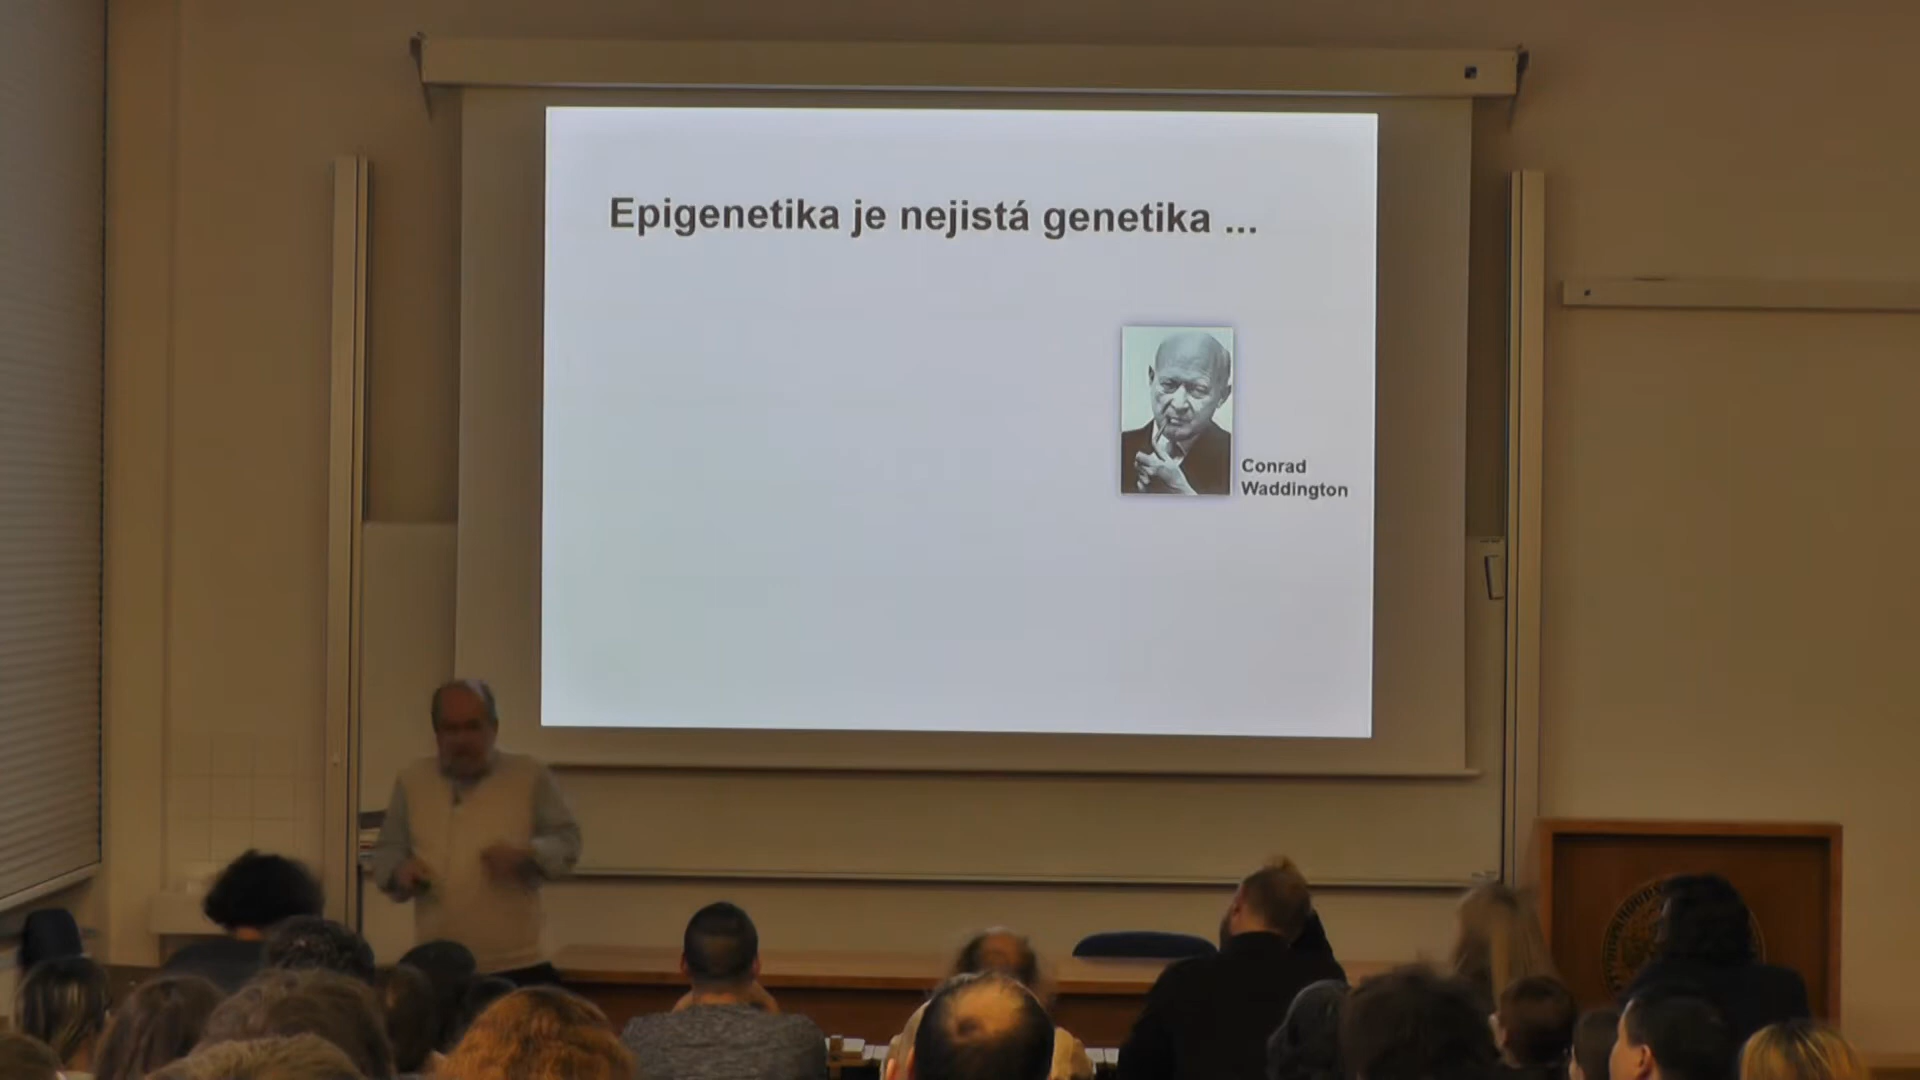 Epigenetika je nejistá genetika ...
Conrad
Waddington